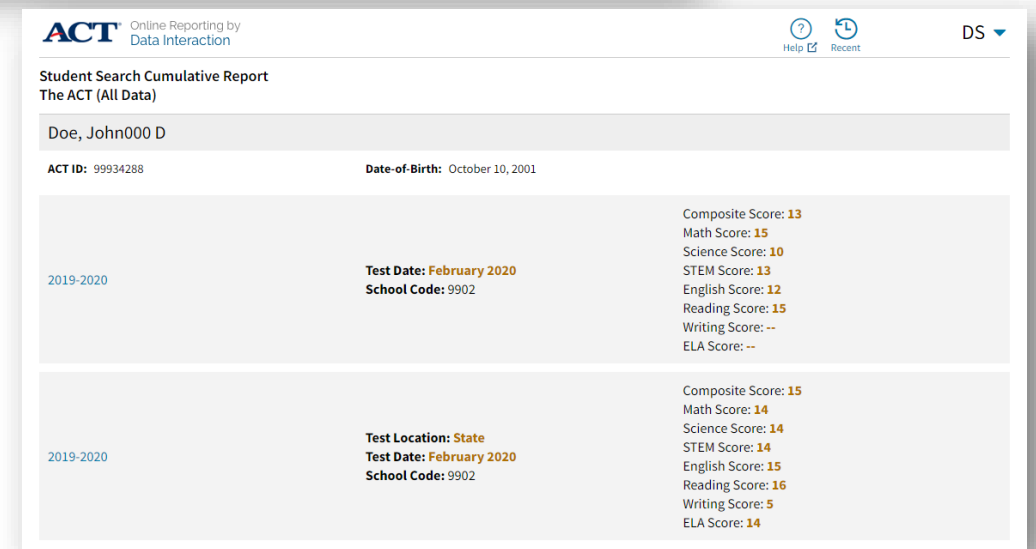 ACT® Online Reporting by
Data Interaction
Help
Recent
DS
Student Search Cumulative Report
The ACT (All Data)
Doe, John000 D
ACT ID: 99934288 Date-of-Birth: October 10, 2001
2019-2020
Test Date: February 2020
School Code: 9902
Composite Score: 13
Math Score: 15
Science Score: 10
STEM Score: 13
English Score: 12
Reading Score: 15
Writing Score: --
ELA Score: --
2019-2020
Test Location: State
Test Date: February 2020
School Code: 9902
Composite Score: 15
Math Score: 14
Science Score: 14
STEM Score: 14
English Score: 15
Reading Score: 16
Writing Score: 5
ELA Score: 14